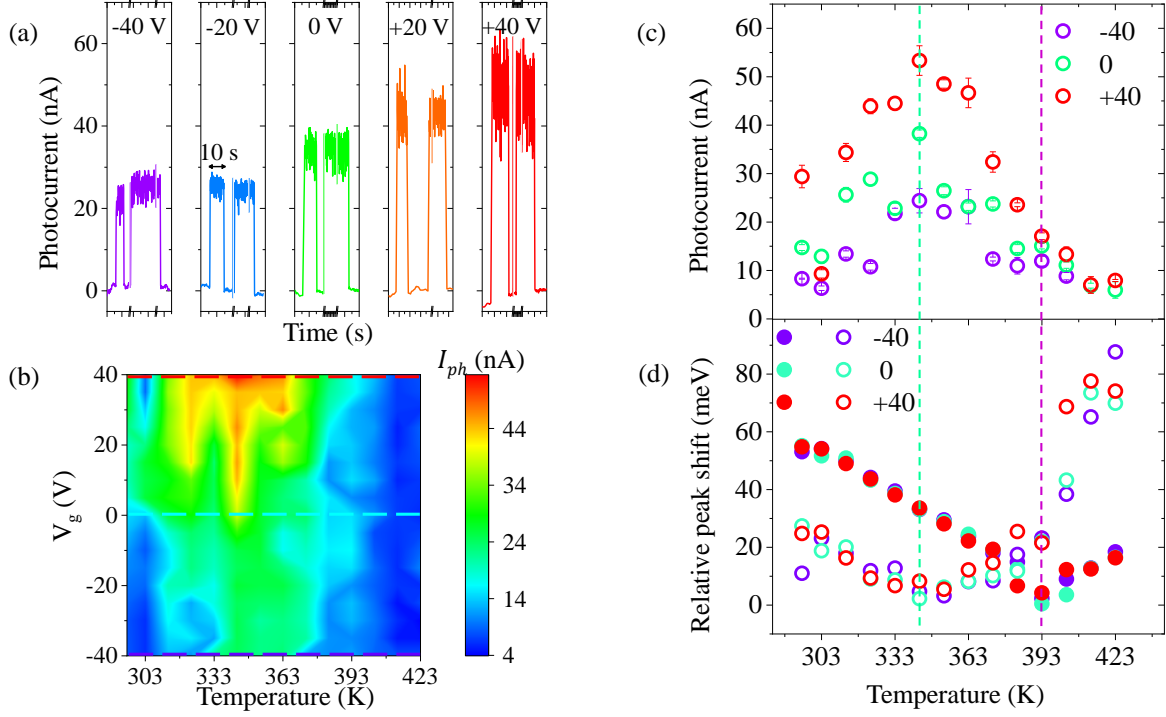 (a)
-40 V
-20 V
0 V
+20 V
+40 V
60
40
20
0
Photocurrent (nA)
10 s
Time (s)
(b)
I_ph (nA)
40
20
0
-20
-40
V_g (V)
303
333
363
393
423
Temperature (K)
44
34
24
14
4
(c)
60
50
40
30
20
10
0
Photocurrent (nA)
-40
0
+40
(d)
80
60
40
20
0
Relative peak shift (meV)
-40
0
+40
303
333
363
393
423
Temperature (K)